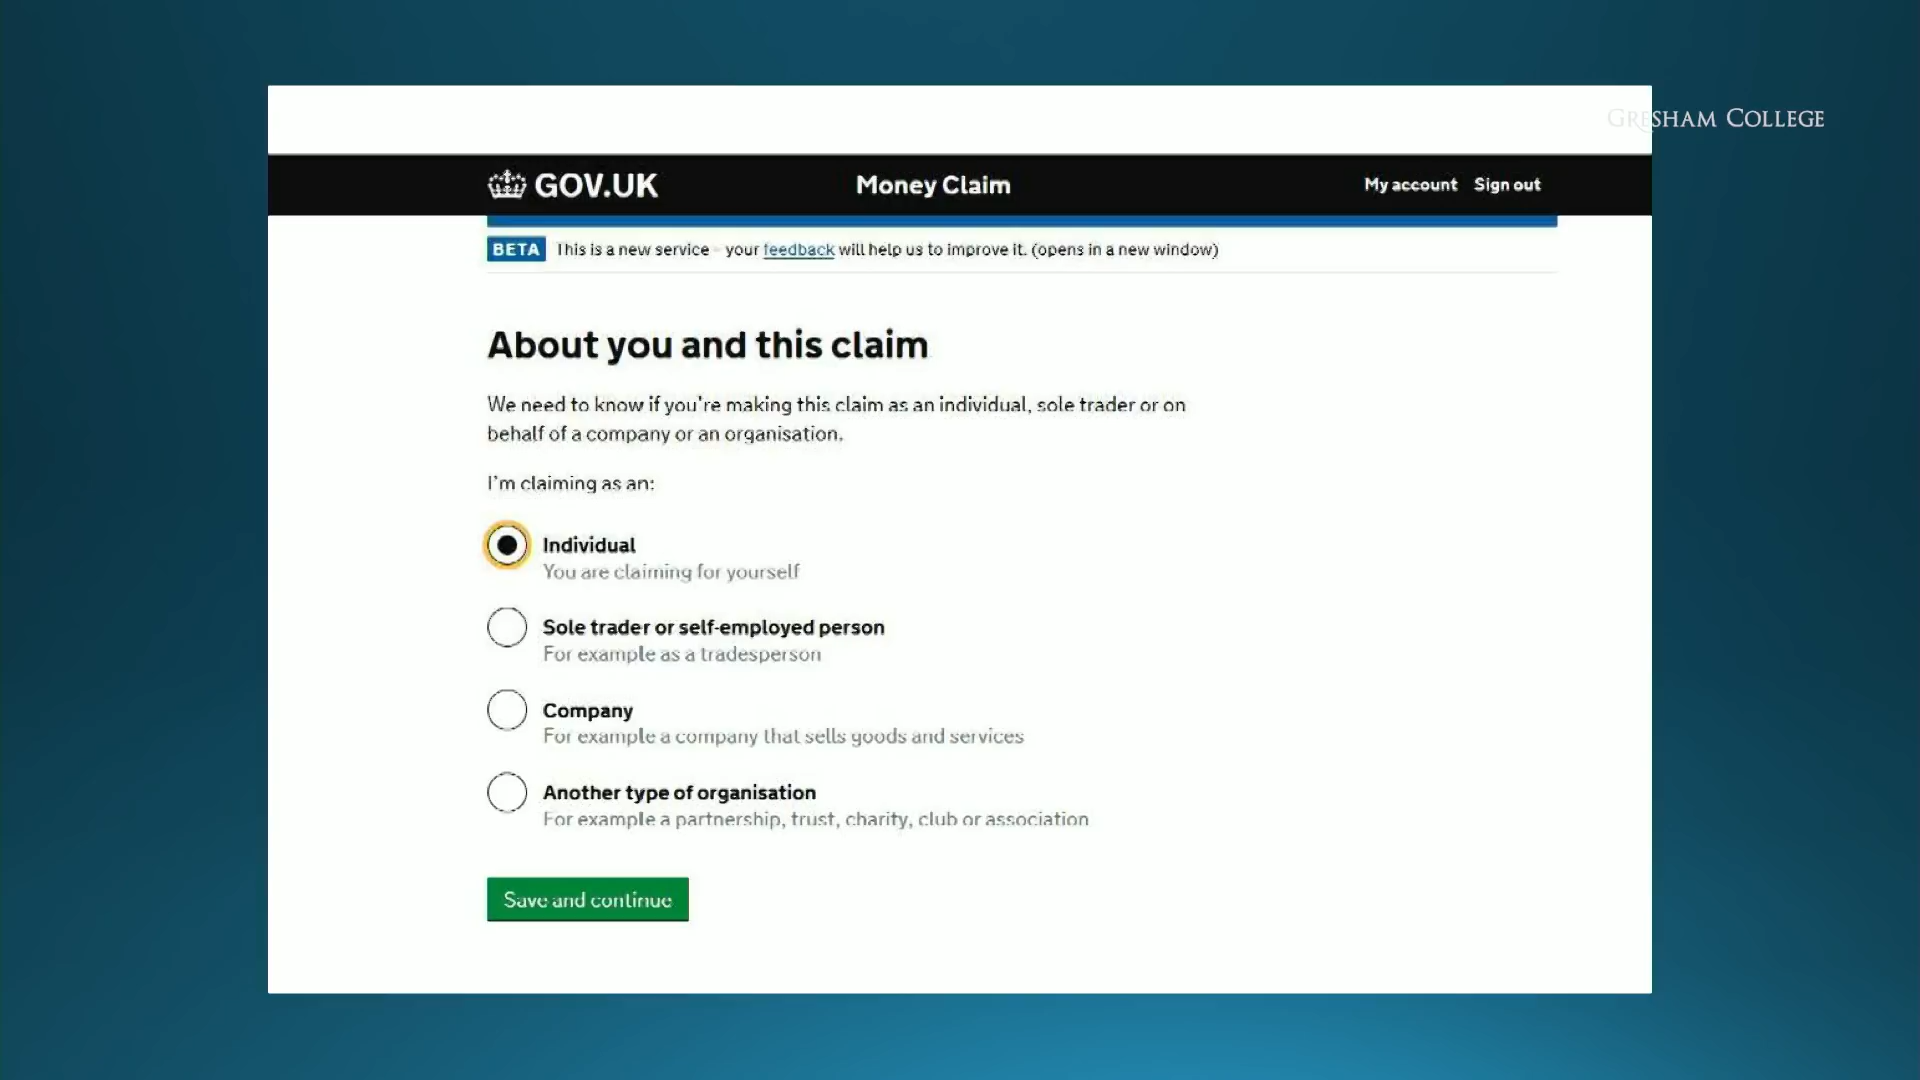 GRESHAM COLLEGE
GOV.UK Money Claim My account Sign out
BETA This is a new service - your feedback will help us to improve it. (opens in a new window)
About you and this claim
We need to know if you're making this claim as an individual, sole trader or on
behalf of a company or an organisation.
I'm claiming as an:
Individual
You are claiming for yourself
Sole trader or self-employed person
For example as a tradesperson
Company
For example a company that sells goods and services
Another type of organisation
For example a partnership, trust, charity, club or association
Save and continue